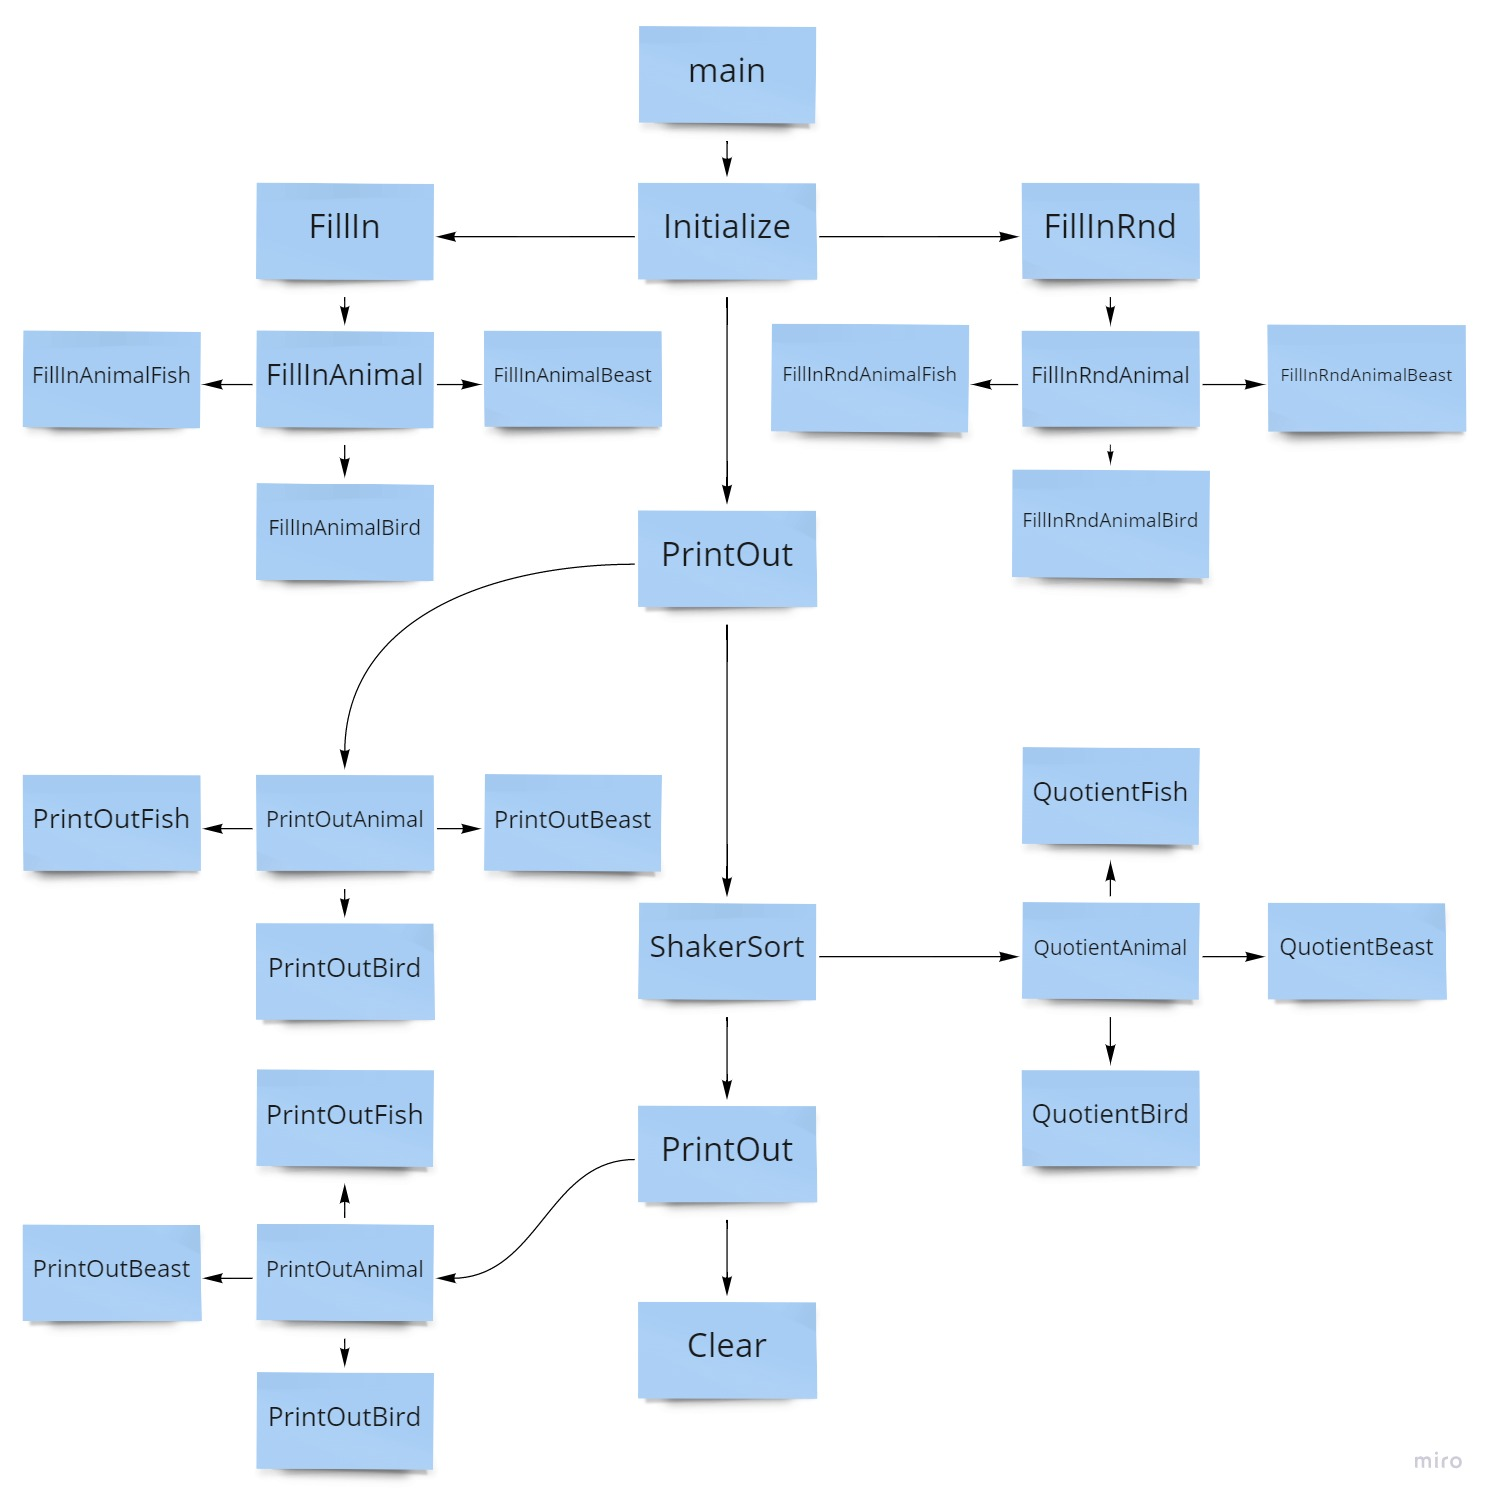 main
FillIn
Initialize
FillInRnd
FillInAnimalFish
FillInAnimal
FillInAnimalBeast
FillInRndAnimalFish
FillInRndAnimal
FillInRndAnimalBeast
FillInAnimalBird
FillInRndAnimalBird
PrintOut
QuotientFish
PrintOutFish
PrintOutAnimal
PrintOutBeast
ShakerSort
QuotientAnimal
QuotientBeast
PrintOutBird
PrintOutFish
QuotientBird
PrintOut
PrintOutBeast
PrintOutAnimal
Clear
PrintOutBird
miro